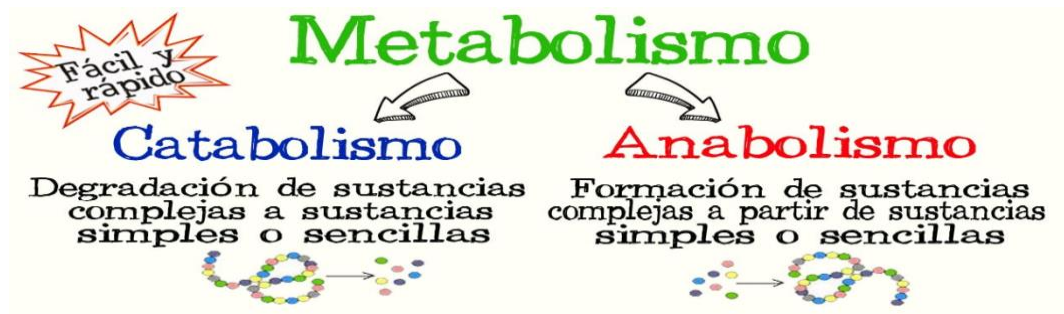 Fácil y
rápido
Metabolismo
Catabolismo
Degradación de sustancias
complejas a sustancias
simples o sencillas
Anabolismo
Formación de sustancias
complejas a partir de sustancias
simples o sencillas